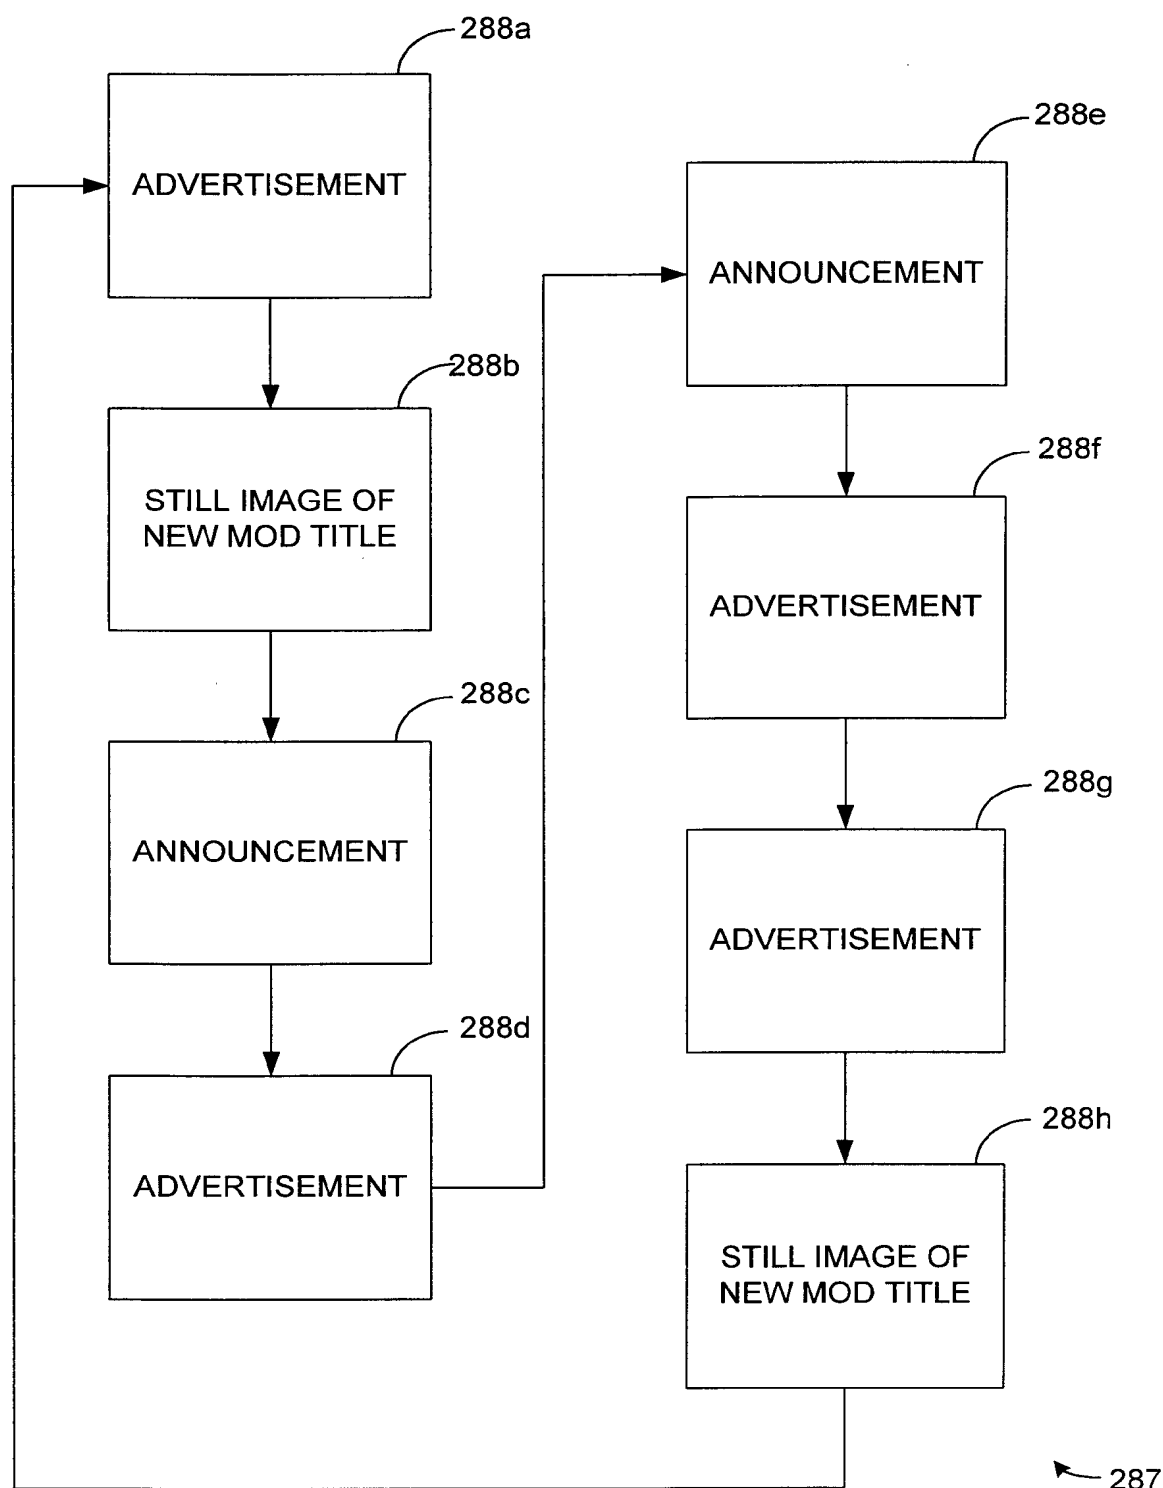 288a
ADVERTISEMENT
288b
STILL IMAGE OF
NEW MOD TITLE
288c
ANNOUNCEMENT
288d
ADVERTISEMENT
288e
ANNOUNCEMENT
288f
ADVERTISEMENT
288g
ADVERTISEMENT
288h
STILL IMAGE OF
NEW MOD TITLE
287